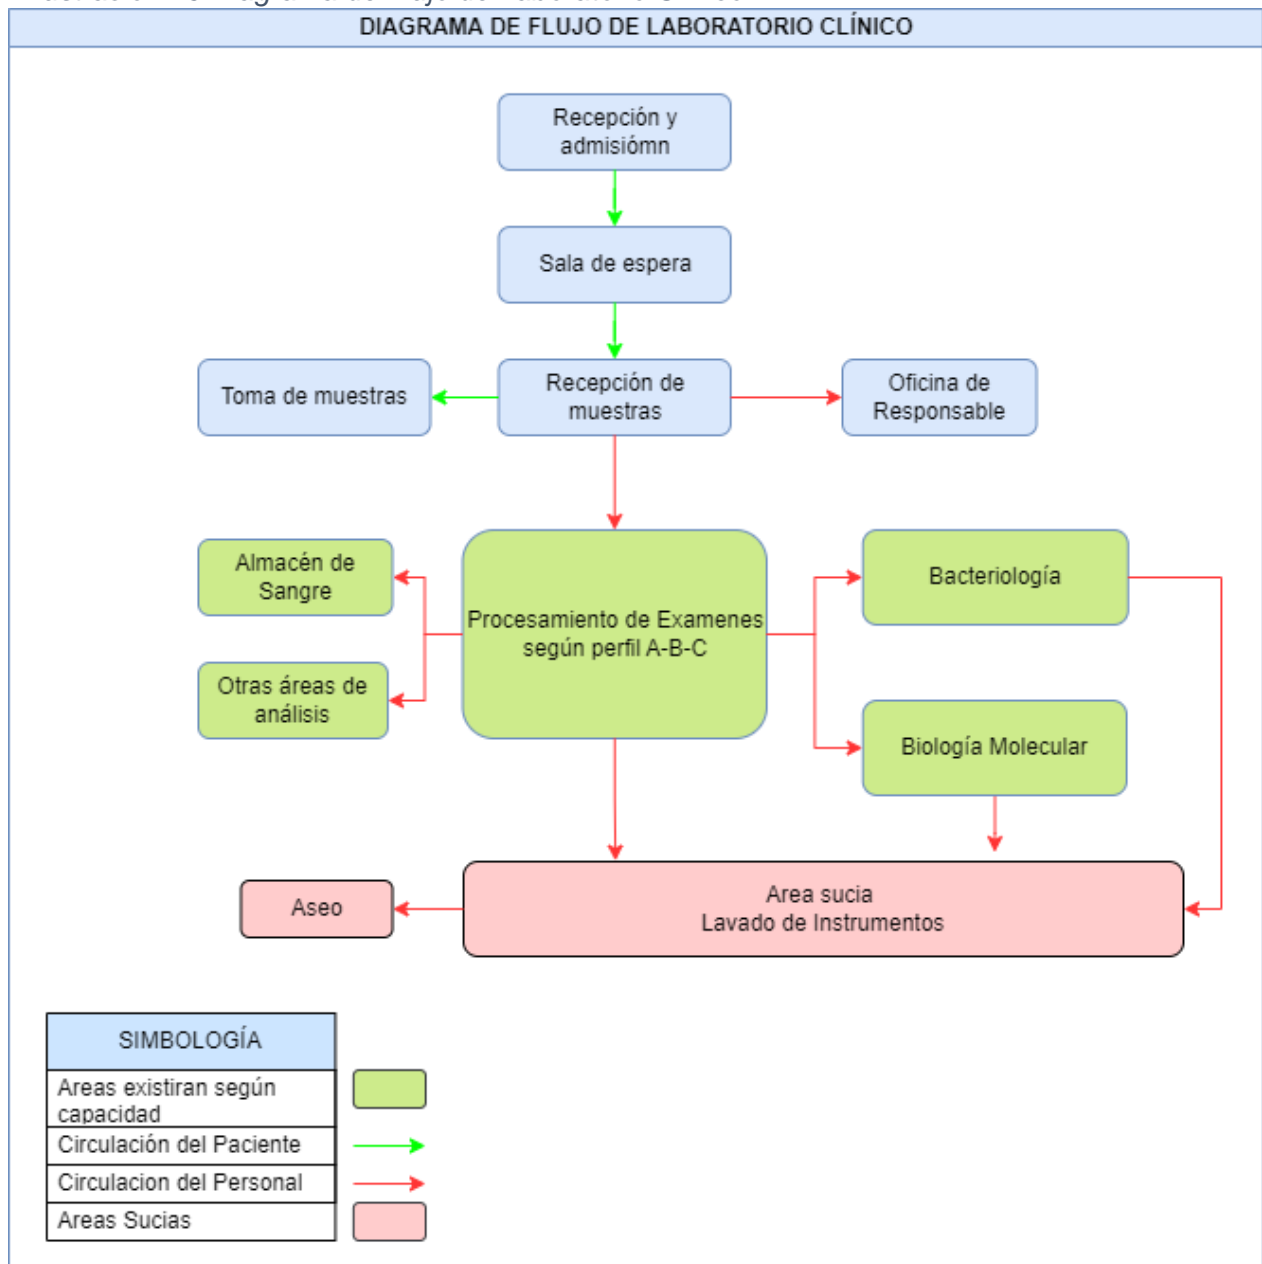 DIAGRAMA DE FLUJO DE LABORATORIO CLÍNICO
Recepción y
admisiómn
Sala de espera
Toma de muestras
Recepción de
muestras
Oficina de
Responsable
Almacén de
Sangre
Procesamiento de Examenes
según perfil A-B-C
Bacteriología
Otras áreas de
análisis
Biología Molecular
Aseo
Area sucia
Lavado de Instrumentos
SIMBOLOGÍA
Areas existiran según
capacidad
Circulación del Paciente
Circulacion del Personal
Areas Sucias